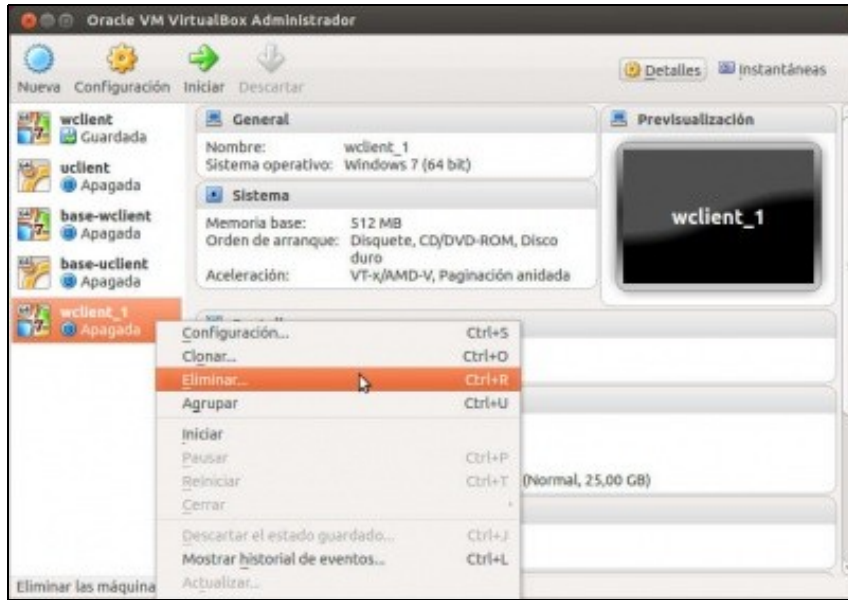 Oracle VM VirtualBox Administrador
Nueva Configuración Iniciar Descartar
Detalles Instantáneas
wclient
Guardada
uclient
Apagada
base-wclient
Apagada
base-uclient
Apagada
wclient_1
Apagada
General
Nombre: wclient_1
Sistema operativo: Windows 7 (64 bit)
Sistema
Memoria base: 512 MB
Orden de arranque: Disquete, CD/DVD-ROM, Disco
duro
Aceleración: VT-x/AMD-V, Paginación anidada
Previsualización
wclient_1
Configuración... Ctrl+S
Clonar... Ctrl+O
Eliminar... Ctrl+R
Agrupar Ctrl+U
Iniciar
Pausar Ctrl+P
Reiniciar Ctrl+T
Cerrar
Descartar el estado guardado... Ctrl+J
Mostrar historial de eventos... Ctrl+L
Actualizar...
(Normal, 25,00 GB)
Eliminar las máquina